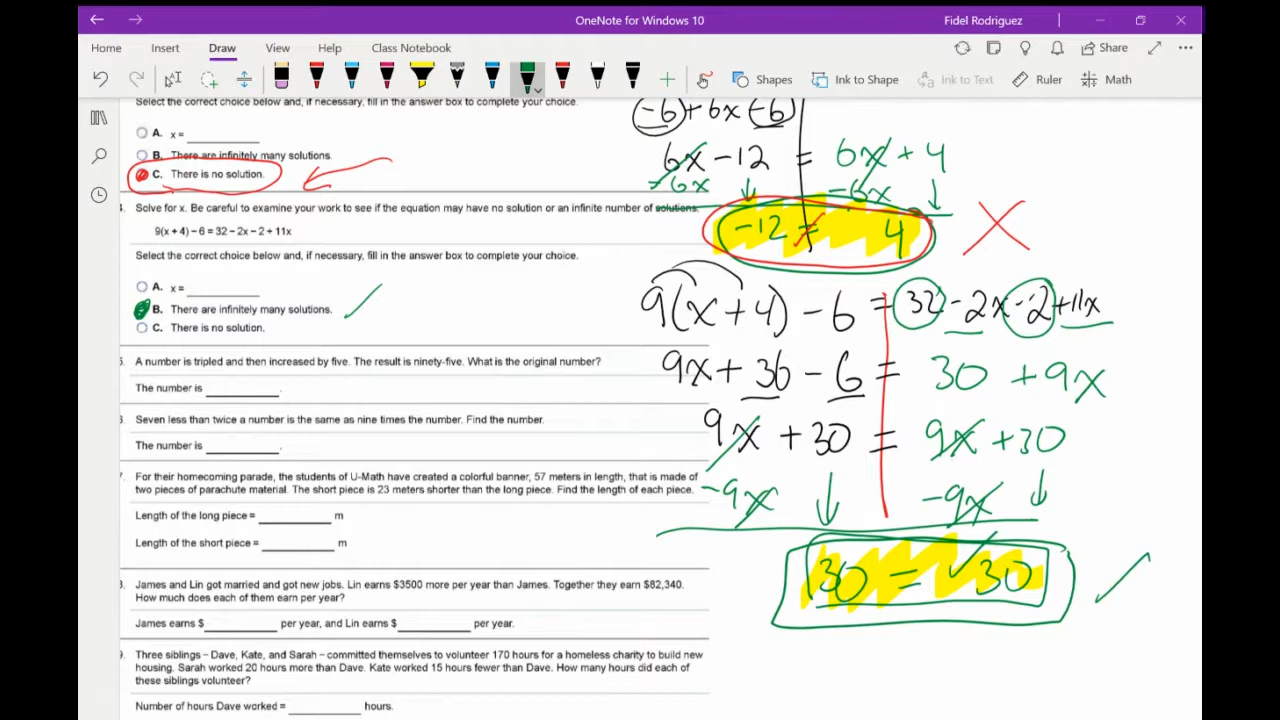 OneNote for Windows 10
Fidel Rodriguez
Home Insert Draw View Help Class Notebook
Share
Shapes Ink to Shape Ink to Text Ruler Math
Select the correct choice below and, if necessary, fill in the answer box to complete your choice.
A. x =
B. There are infinitely many solutions.
C. There is no solution.
4. Solve for x. Be careful to examine your work to see if the equation may have no solution or an infinite number of solutions.
9(x + 4) – 6 = 32 – 2x – 2 + 11x
Select the correct choice below and, if necessary, fill in the answer box to complete your choice.
A. x =
B. There are infinitely many solutions.
C. There is no solution.
5. A number is tripled and then increased by five. The result is ninety-five. What is the original number?
The number is .
Seven less than twice a number is the same as nine times the number. Find the number.
The number is .
7. For their homecoming parade, the students of U-Math have created a colorful banner, 57 meters in length, that is made of
two pieces of parachute material. The short piece is 23 meters shorter than the long piece. Find the length of each piece.
Length of the long piece = m
Length of the short piece = m
James and Lin got married and got new jobs. Lin earns $3500 more per year than James. Together they earn $82,340.
How much does each of them earn per year?
James earns $ per year, and Lin earns $ per year.
9. Three siblings – Dave, Kate, and Sarah – committed themselves to volunteer 170 hours for a homeless charity to build new
housing. Sarah worked 20 hours more than Dave. Kate worked 15 hours fewer than Dave. How many hours did each of
these siblings volunteer?
Number of hours Dave worked = hours.
-6 + 6x -6
6x - 12 = 6x + 4
-6x -6x
-12 = 4
9(x + 4) - 6 = 32 - 2x - 2 + 11x
9x + 36 - 6 = 30 + 9x
9x + 30 = 9x + 30
-9x -9x
30 = 30